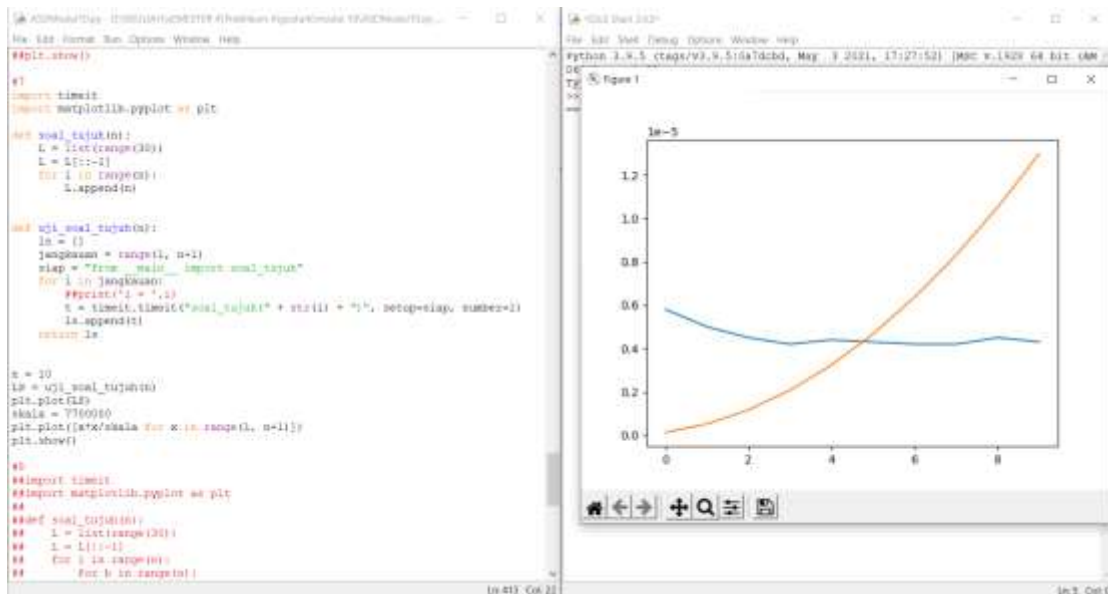 File Edit Format Run Options Window Help
##plt.show()
#7
import timeit
import matplotlib.pyplot as plt
def soal_tujuh(n):
L = list(range(30))
L = L[::-1]
for i in range(n):
L.append(n)
def uji_soal_tujuh(n):
ls = []
jangkauan = range(1, n+1)
siap = "from __main__ import soal_tujuh"
for i in jangkauan:
##print('i = ',i)
t = timeit.timeit("soal_tujuh(" + str(i) + ")", setup=siap, number=1)
ls.append(t)
return ls
n = 10
LS = uji_soal_tujuh(n)
plt.plot(LS)
skala = 7700000
plt.plot([x*x/skala for x in range(1, n+1)])
plt.show()
#8
##import timeit
##import matplotlib.pyplot as plt
##
##def soal_tujuh(n):
## L = list(range(30))
## L = L[::-1]
## for i in range(n):
## for b in range(n):
Ln: 413 Col: 22
File Edit Shell Debug Options Window Help
Python 3.9.5 (tags/v3.9.5:0a7dcbd, May 3 2021, 17:27:52) [MSC v.1928 64 bit (AM
Figure 1
1e-5
1.2
1.0
0.8
0.6
0.4
0.2
0.0
0 2 4 6 8
Ln: 5